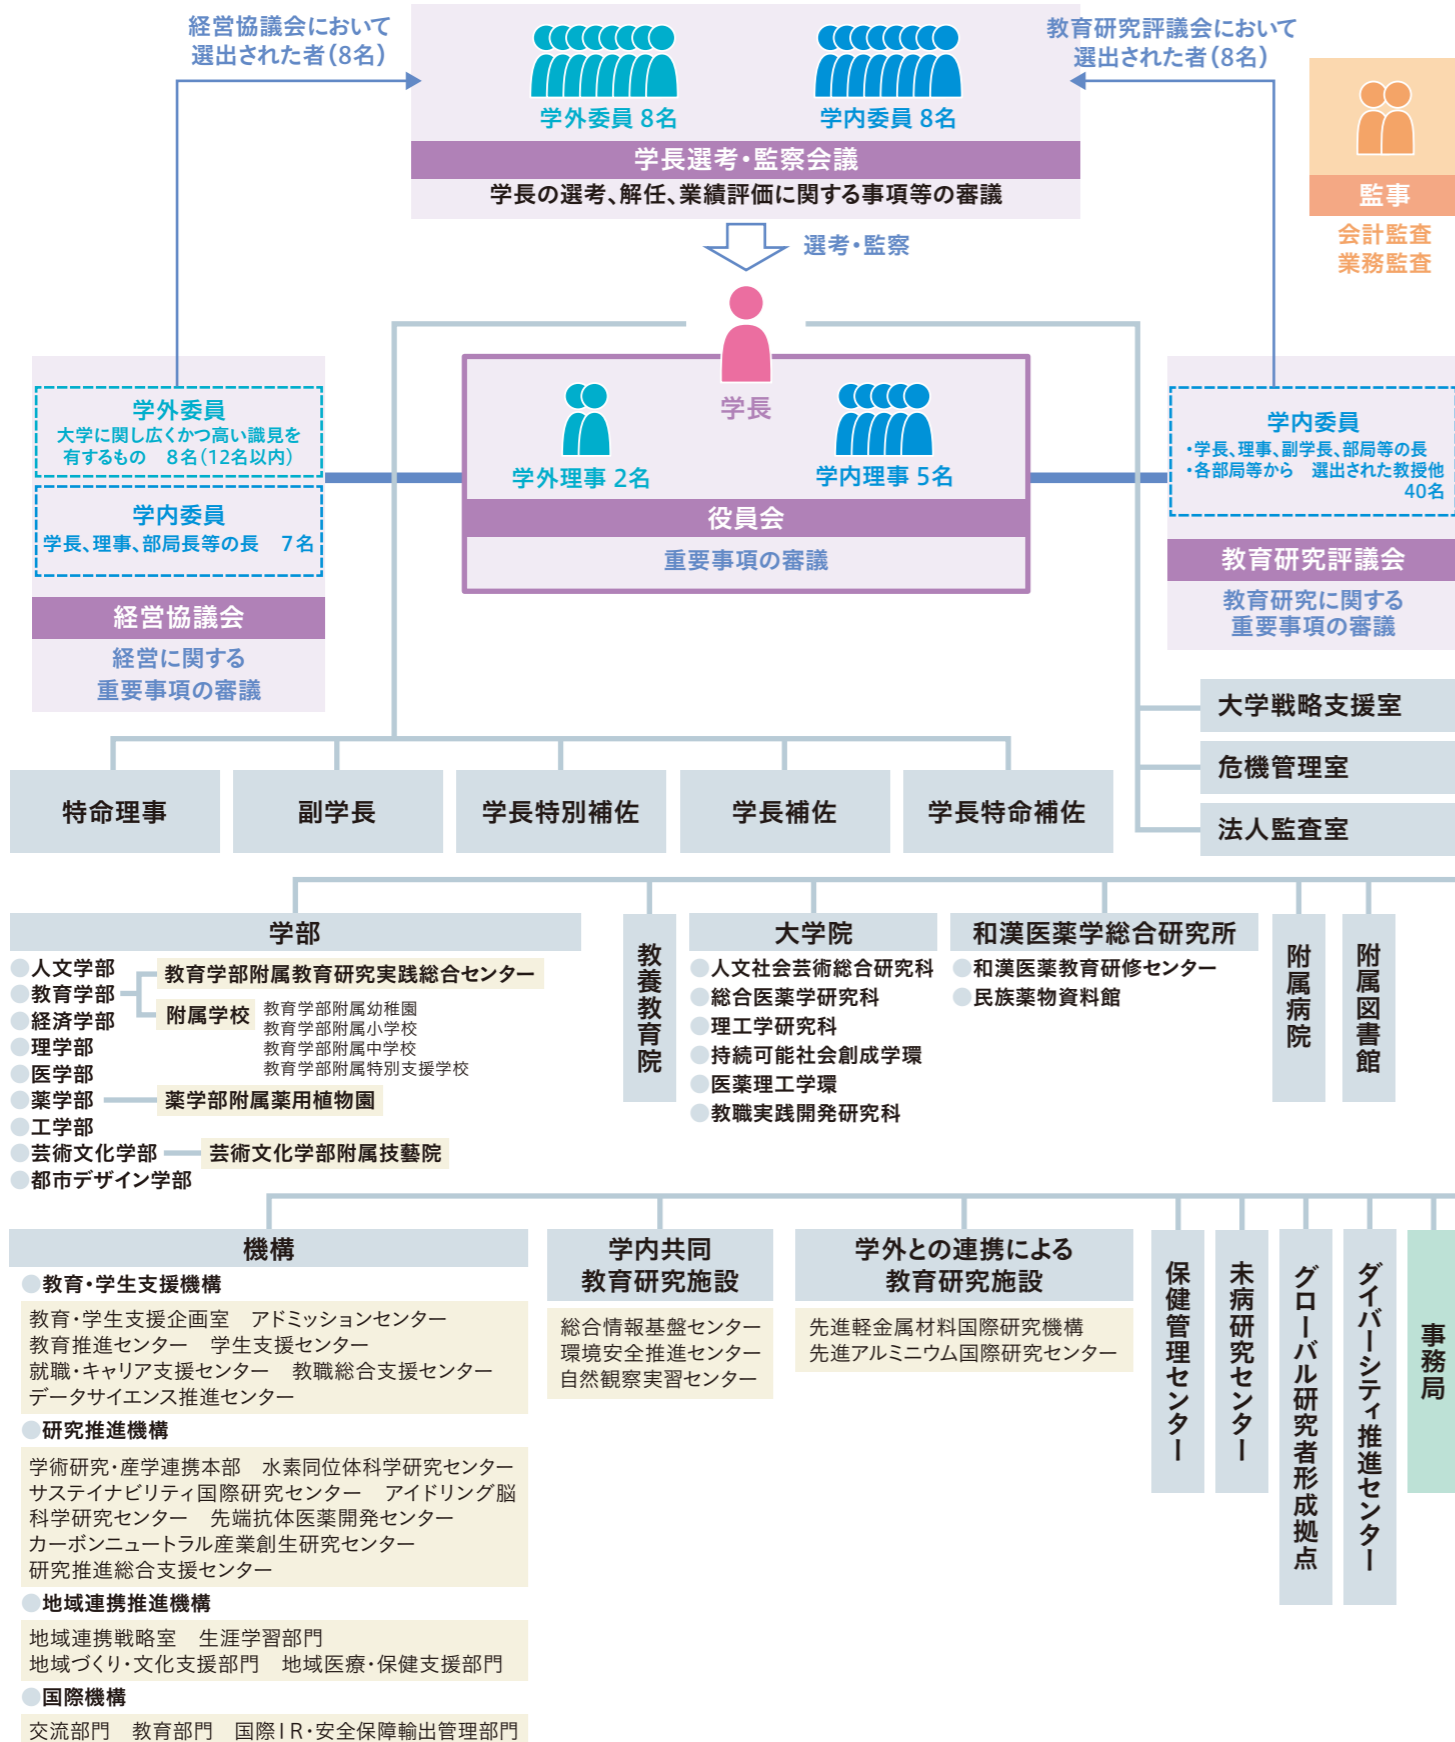 経営協議会において
選出された者(8名)
教育研究評議会において
選出された者(8名)
学外委員 8名
学内委員 8名
学長選考・監察会議
学長の選考、解任、業績評価に関する事項等の審議
監事
会計監査
業務監査
選考・監察
学長
学外委員
大学に関し広くかつ高い識見を
有するもの 8名(12名以内)
学内委員
学長、理事、部局長等の長 7名
経営協議会
経営に関する
重要事項の審議
学外理事 2名
学内理事 5名
役員会
重要事項の審議
学内委員
・学長、理事、副学長、部局等の長
・各部局等から 選出された教授他
40名
教育研究評議会
教育研究に関する
重要事項の審議
大学戦略支援室
危機管理室
法人監査室
特命理事
副学長
学長特別補佐
学長補佐
学長特命補佐
学部
●人文学部
●教育学部
教育学部附属教育研究実践総合センター
附属学校
教育学部附属幼稚園
教育学部附属小学校
教育学部附属中学校
教育学部附属特別支援学校
●経済学部
●理学部
●医学部
●薬学部
薬学部附属薬用植物園
●工学部
●芸術文化学部
芸術文化学部附属技藝院
●都市デザイン学部
教養教育院
大学院
●人文社会芸術総合研究科
●総合医薬学研究科
●理工学研究科
●持続可能社会創成学環
●医薬理工学環
●教職実践開発研究科
和漢医薬学総合研究所
●和漢医薬教育研修センター
●民族薬物資料館
附属病院
附属図書館
機構
●教育・学生支援機構
教育・学生支援企画室 アドミッションセンター
教育推進センター 学生支援センター
就職・キャリア支援センター 教職総合支援センター
データサイエンス推進センター
●研究推進機構
学術研究・産学連携本部 水素同位体科学研究センター
サステイナビリティ国際研究センター アイドリング脳
科学研究センター 先端抗体医薬開発センター
カーボンニュートラル産業創生研究センター
研究推進総合支援センター
●地域連携推進機構
地域連携戦略室 生涯学習部門
地域づくり・文化支援部門 地域医療・保健支援部門
●国際機構
交流部門 教育部門 国際IR・安全保障輸出管理部門
学内共同
教育研究施設
総合情報基盤センター
環境安全推進センター
自然観察実習センター
学外との連携による
教育研究施設
先進軽金属材料国際研究機構
先進アルミニウム国際研究センター
保健管理センター
未病研究センター
グローバル研究者形成拠点
ダイバーシティ推進センター
事務局